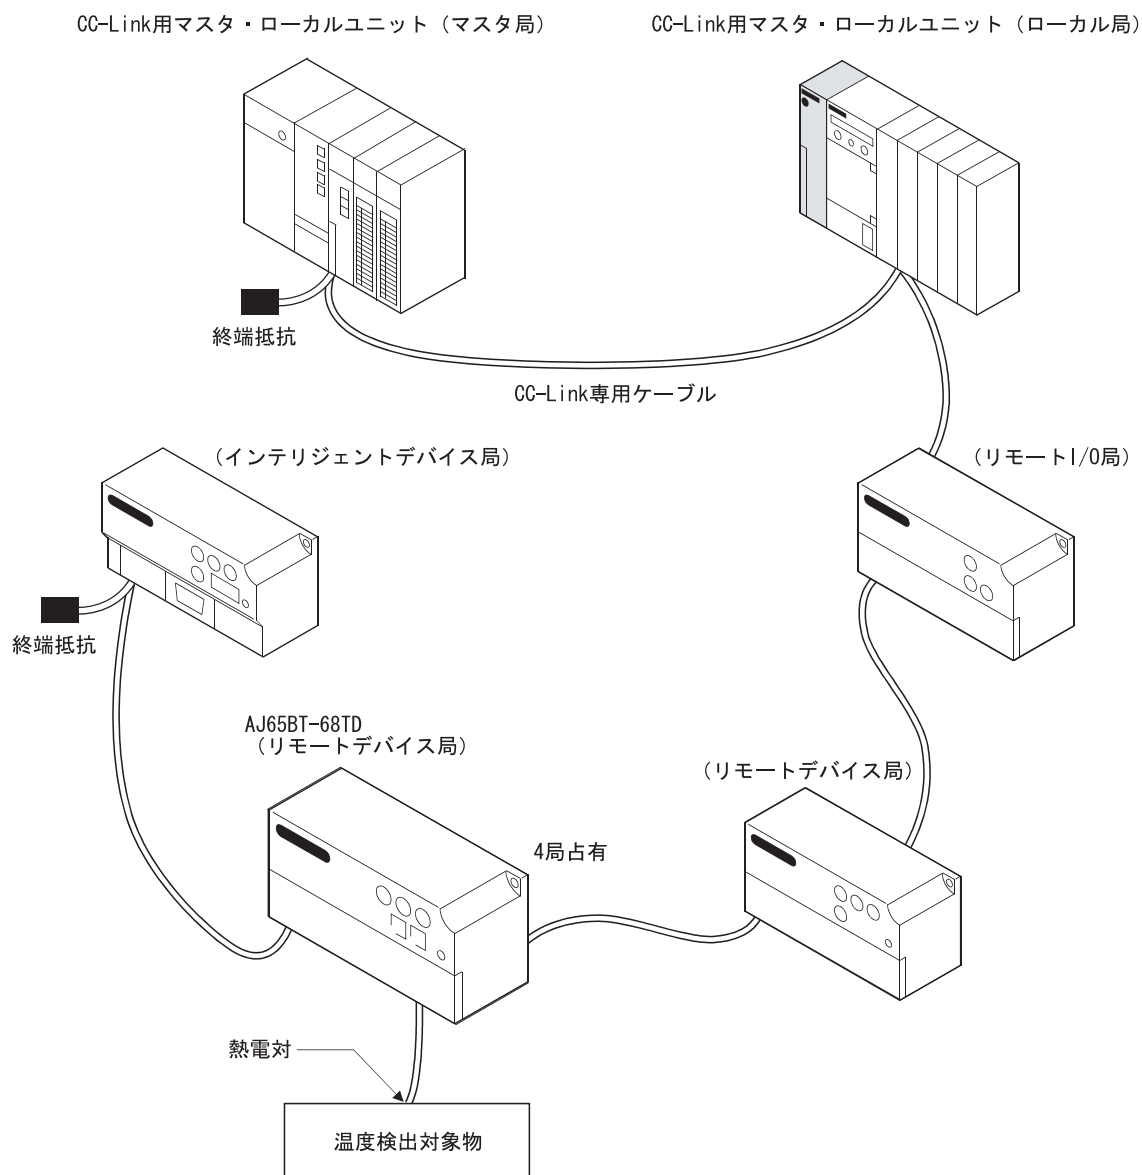 CC-Link用マスタ・ローカルユニット（マスタ局）
CC-Link用マスタ・ローカルユニット（ローカル局）
終端抵抗
CC-Link専用ケーブル
（インテリジェントデバイス局）
（リモートI/O局）
終端抵抗
AJ65BT-68TD
（リモートデバイス局）
（リモートデバイス局）
4局占有
熱電対
温度検出対象物